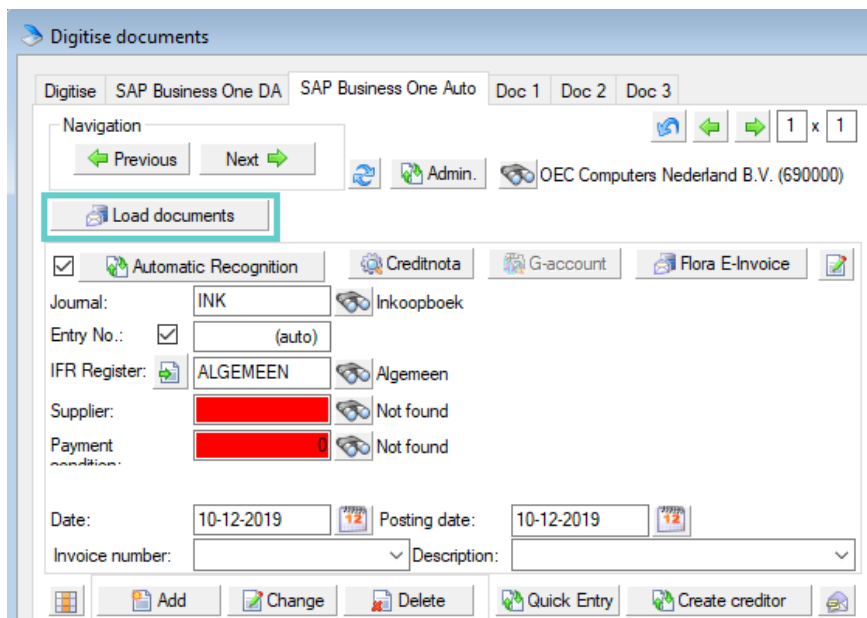 Digitise documents
Digitise SAP Business One DA SAP Business One Auto Doc 1 Doc 2 Doc 3
Navigation
1 x 1
Previous Next
Admin. OEC Computers Nederland B.V. (690000)
Load documents
Automatic Recognition Creditnota G-account Flora E-Invoice
Journal: INK Inkoopboek
Entry No.: (auto)
IFR Register: ALGEMEEN Algemeen
Supplier: Not found
Payment 0 Not found
condition:
Date: 10-12-2019 12 Posting date: 10-12-2019 12
Invoice number: Description:
Add Change Delete Quick Entry Create creditor